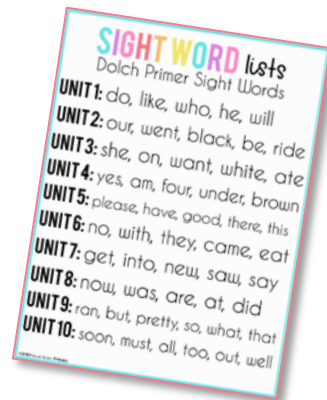 SIGHT WORD lists
Dolch Primer Sight Words
UNIT 1: do, like, who, he, will
UNIT 2: our, went, black, be, ride
UNIT 3: she, on, want, white, ate
UNIT 4: yes, am, four, under, brown
UNIT 5: please, have, good, there, this
UNIT 6: no, with, they, came, eat
UNIT 7: get, into, new, saw, say
UNIT 8: now, was, are, at, did
UNIT 9: ran, but, pretty, so, what, that
UNIT 10: soon, must, all, too, out, well